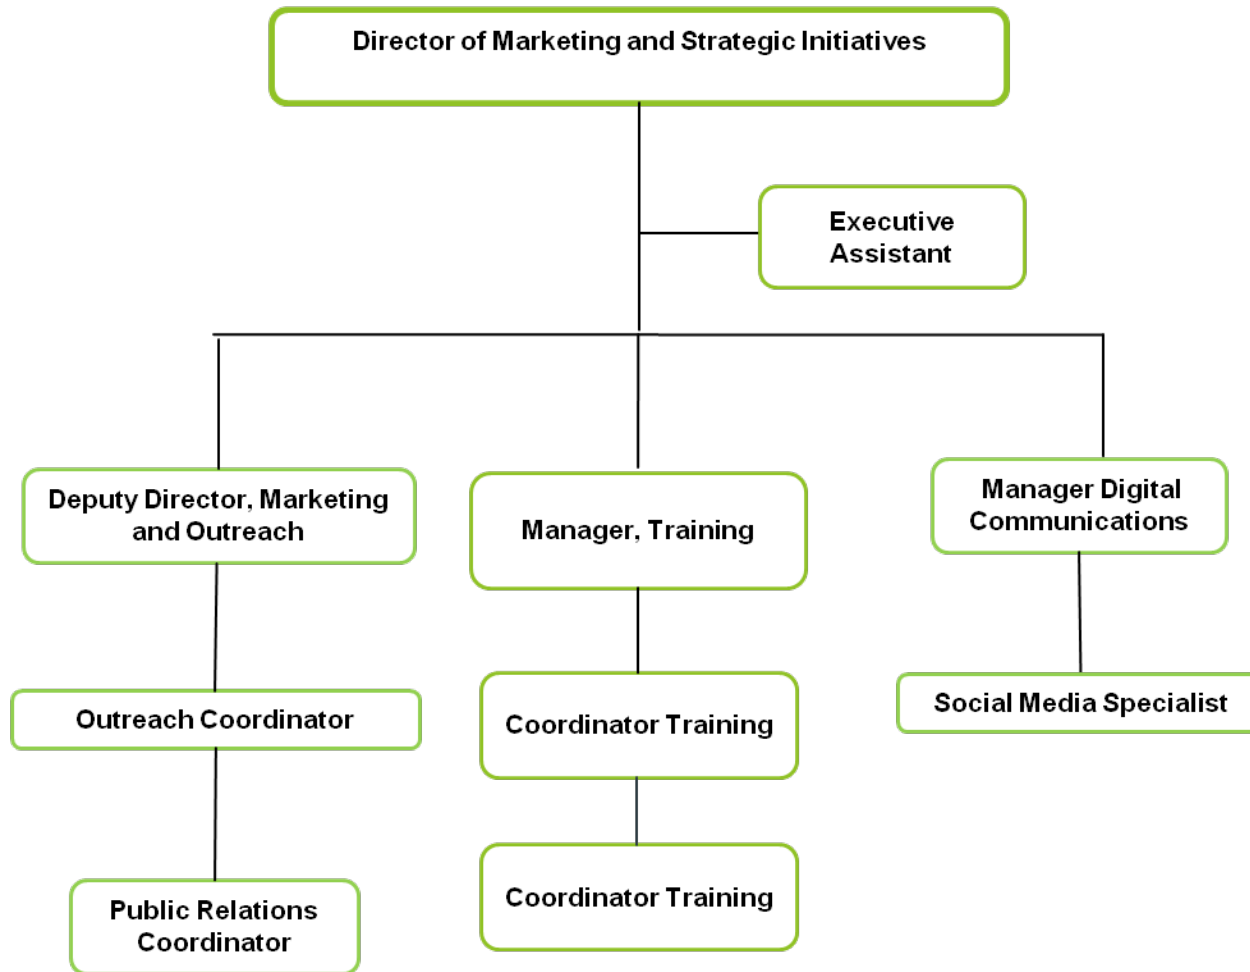 Director of Marketing and Strategic Initiatives
Executive
Assistant
Deputy Director, Marketing
and Outreach
Manager, Training
Manager Digital
Communications
Outreach Coordinator
Coordinator Training
Social Media Specialist
Public Relations
Coordinator
Coordinator Training